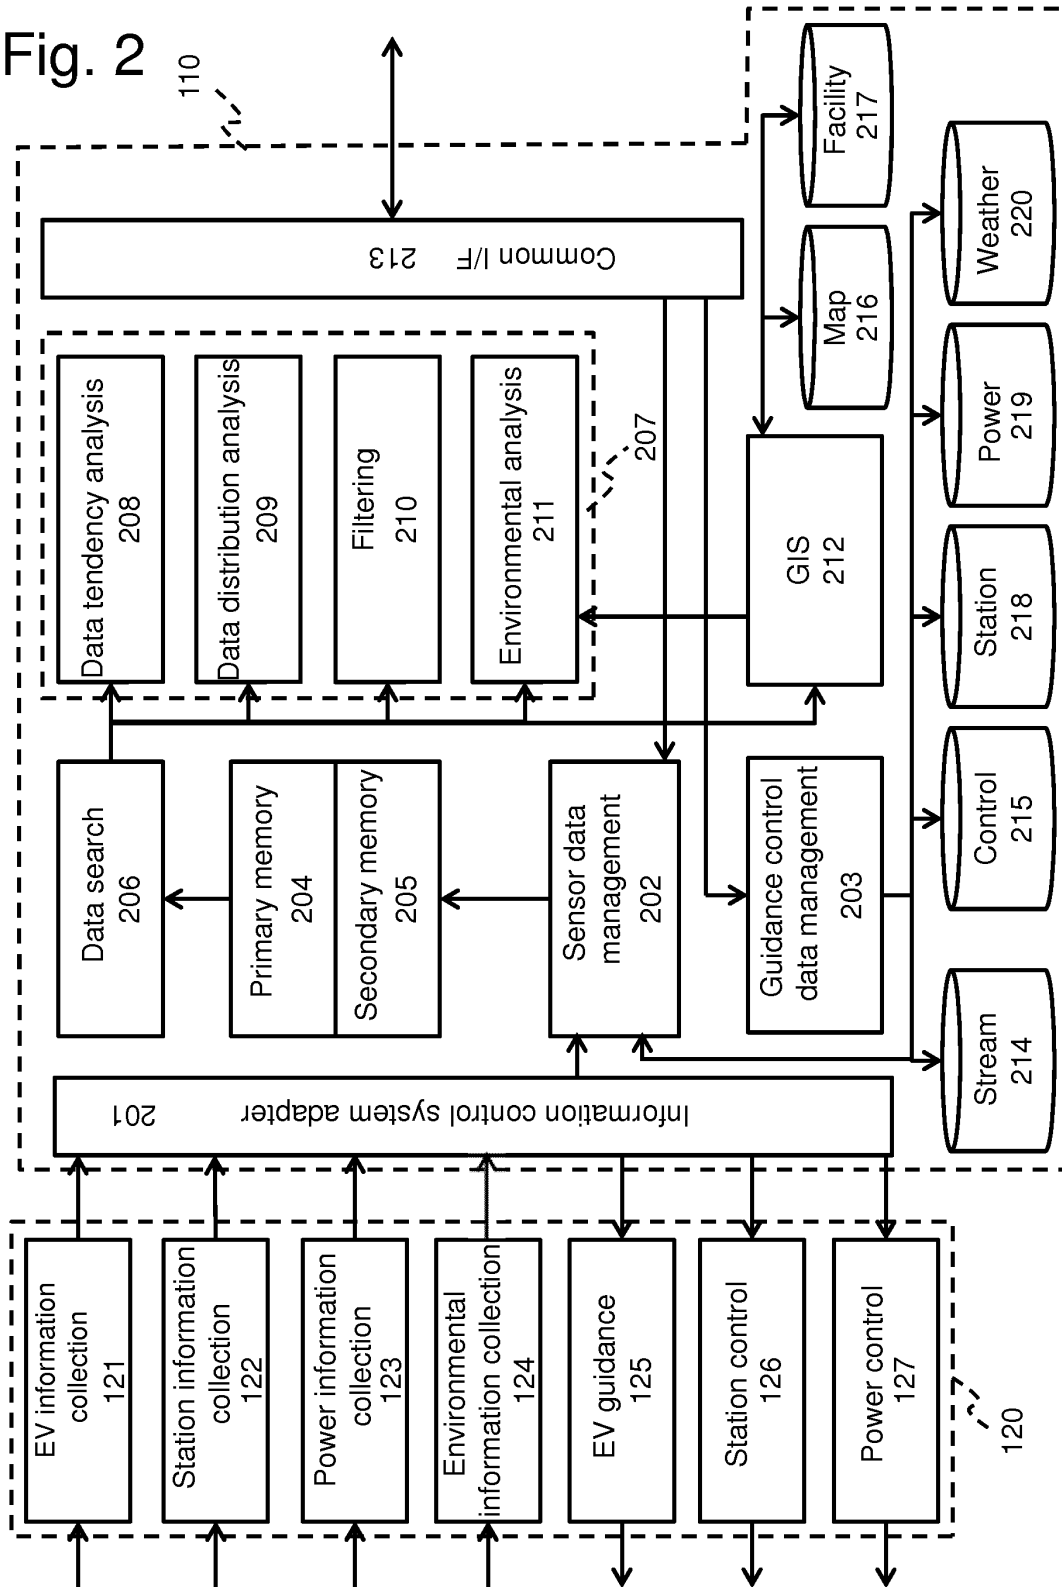 Fig. 2
110
120
EV information
collection
121
Station information
collection
122
Power information
collection
123
Environmental
information collection
124
EV guidance
125
Station control
126
Power control
127
Information control system adapter 201
Data search
206
Primary memory
204
Secondary memory
205
Sensor data
management
202
Guidance control
data management
203
Data tendency analysis
208
Data distribution analysis
209
Filtering
210
Environmental analysis
211
207
GIS
212
Common I/F 213
Map
216
Facility
217
Stream
214
Control
215
Station
218
Power
219
Weather
220